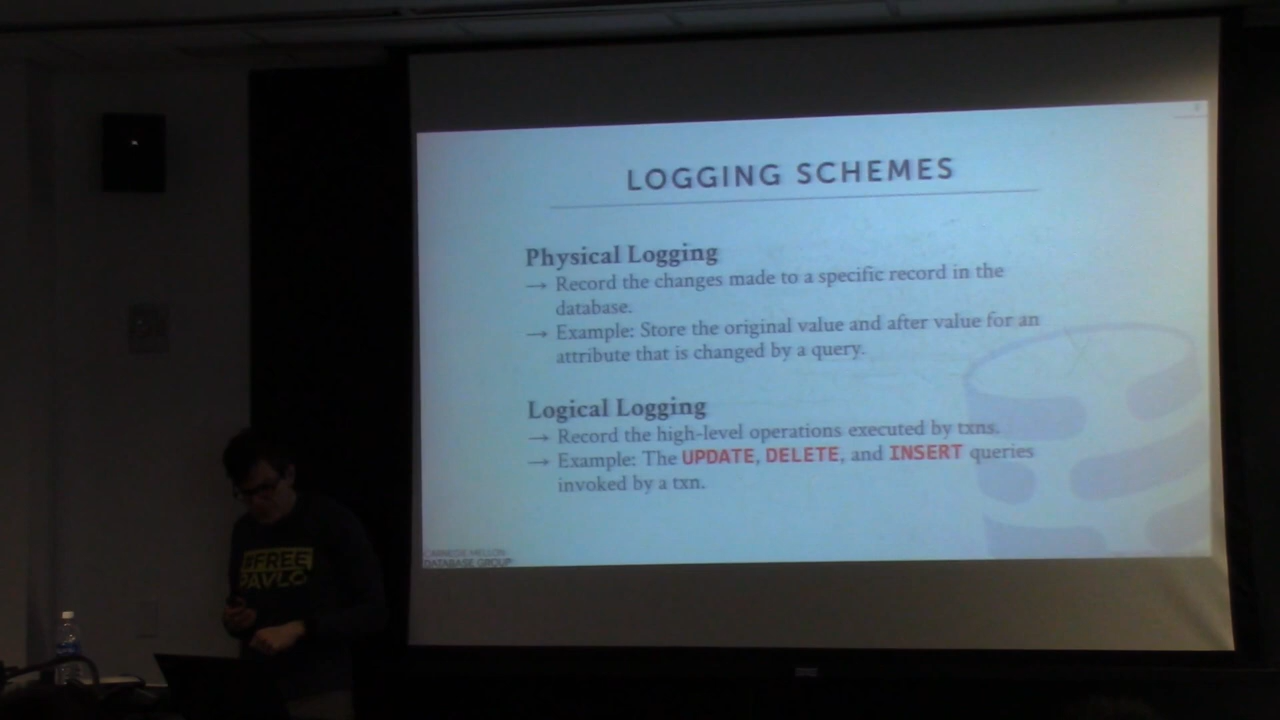 LOGGING SCHEMES
Physical Logging
→ Record the changes made to a specific record in the
database.
→ Example: Store the original value and after value for an
attribute that is changed by a query.
Logical Logging
→ Record the high-level operations executed by txns.
→ Example: The UPDATE, DELETE, and INSERT queries
invoked by a txn.
CARNEGIE MELLON
DATABASE GROUP
#FREE
PAVLO